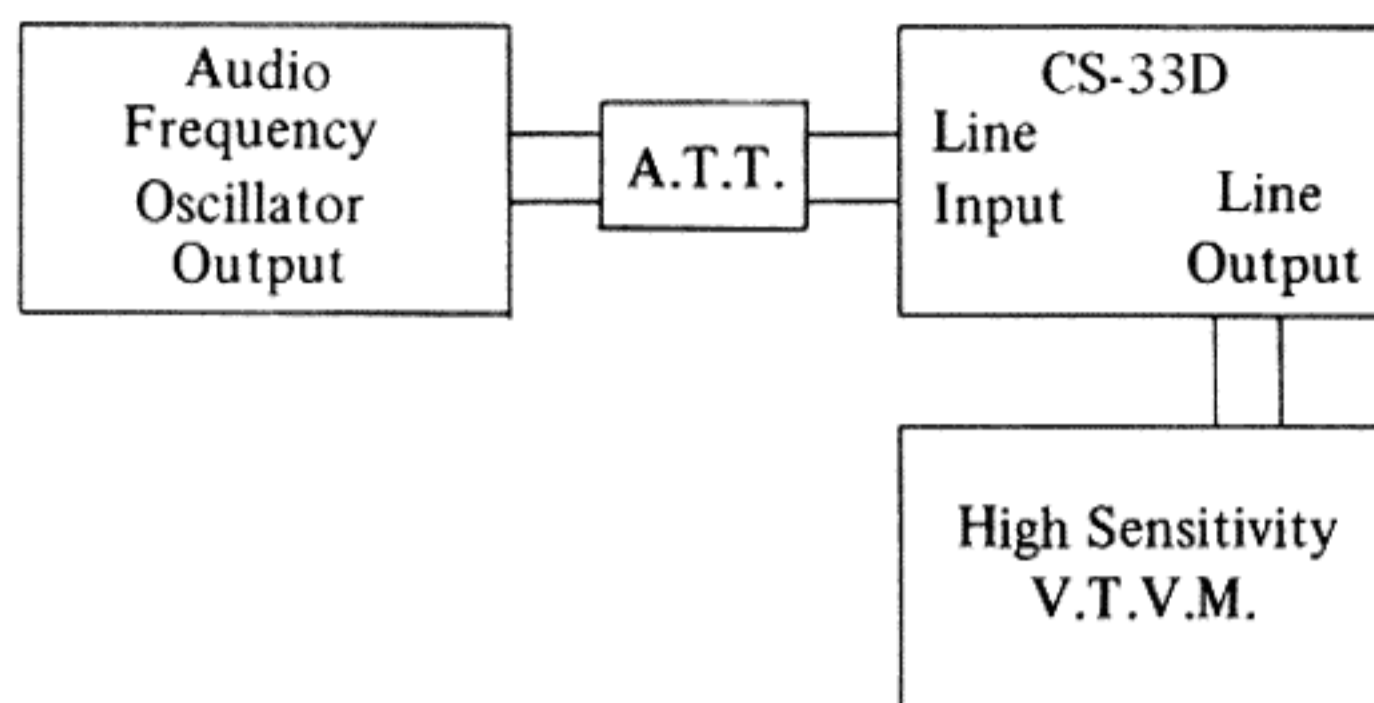 Audio
Frequency
Oscillator
Output
A.T.T.
CS-33D
Line
Input
Line
Output
High Sensitivity
V.T.V.M.